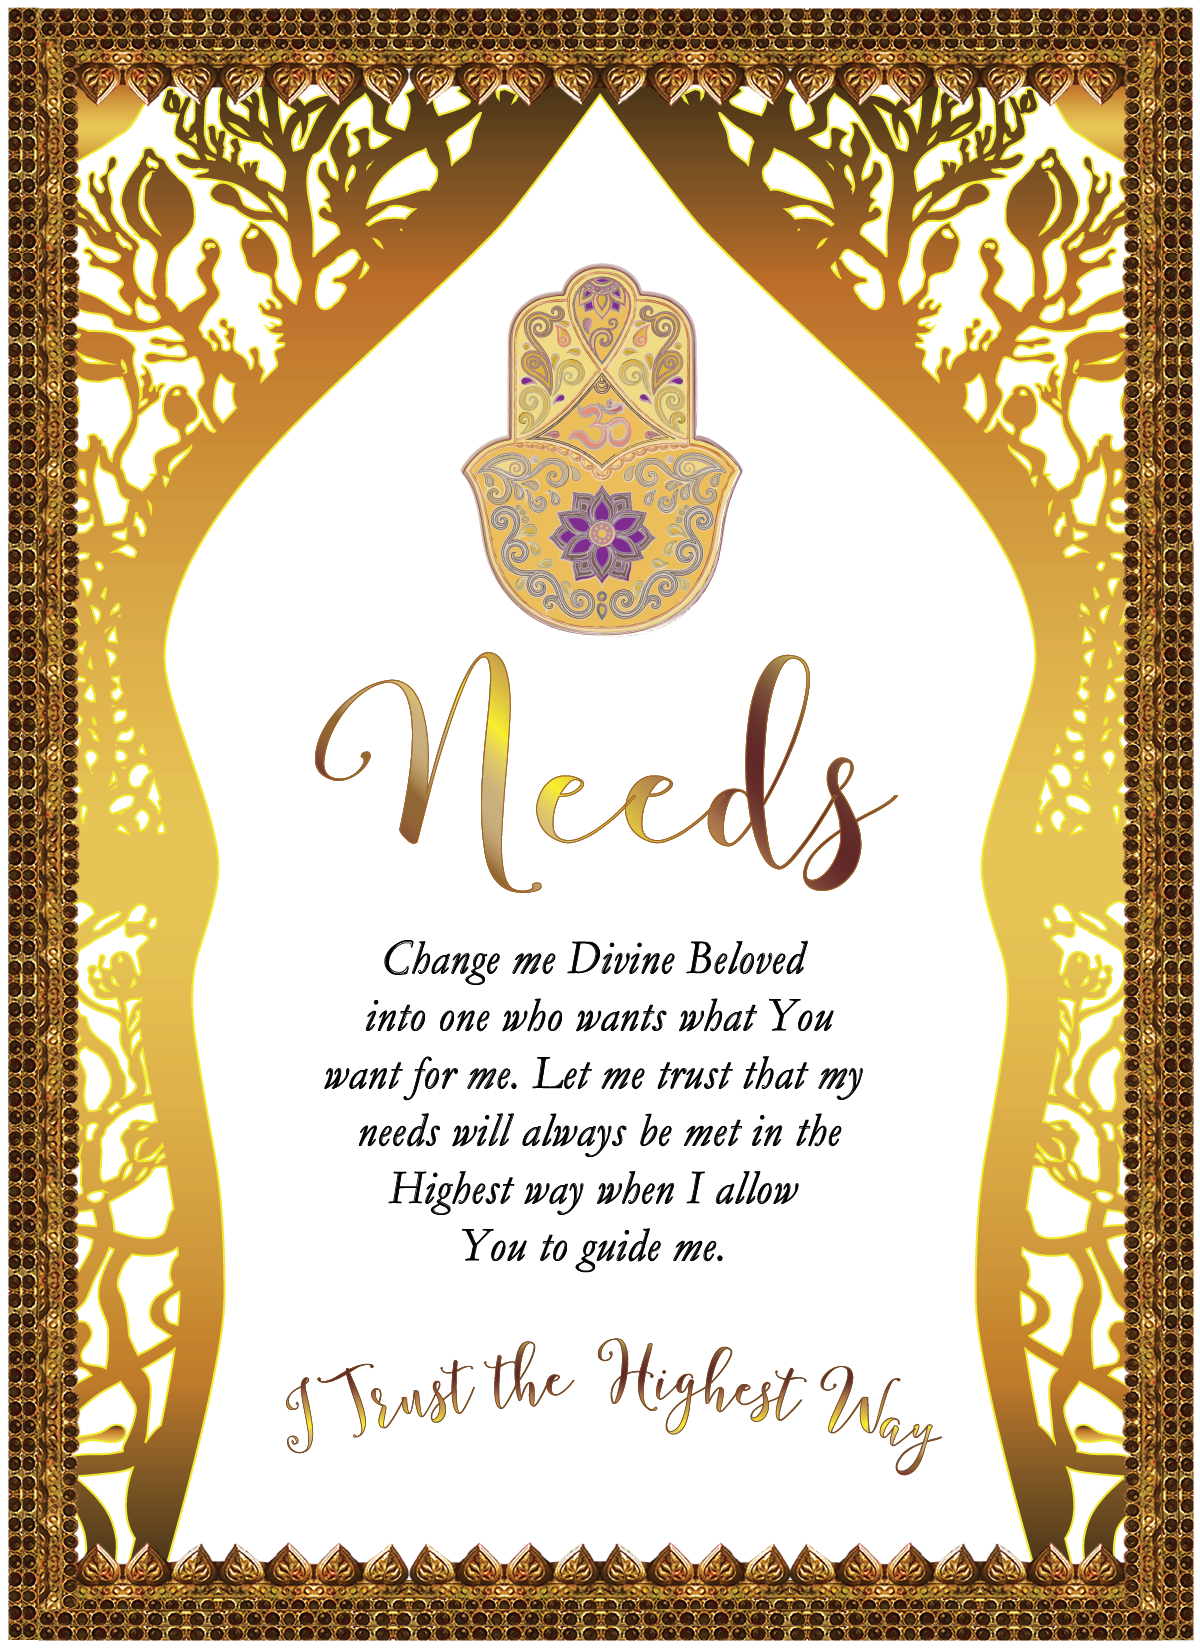 ॐ
Needs
Change me Divine Beloved
into one who wants what You
want for me. Let me trust that my
needs will always be met in the
Highest way when I allow
You to guide me.
I Trust the Highest Way